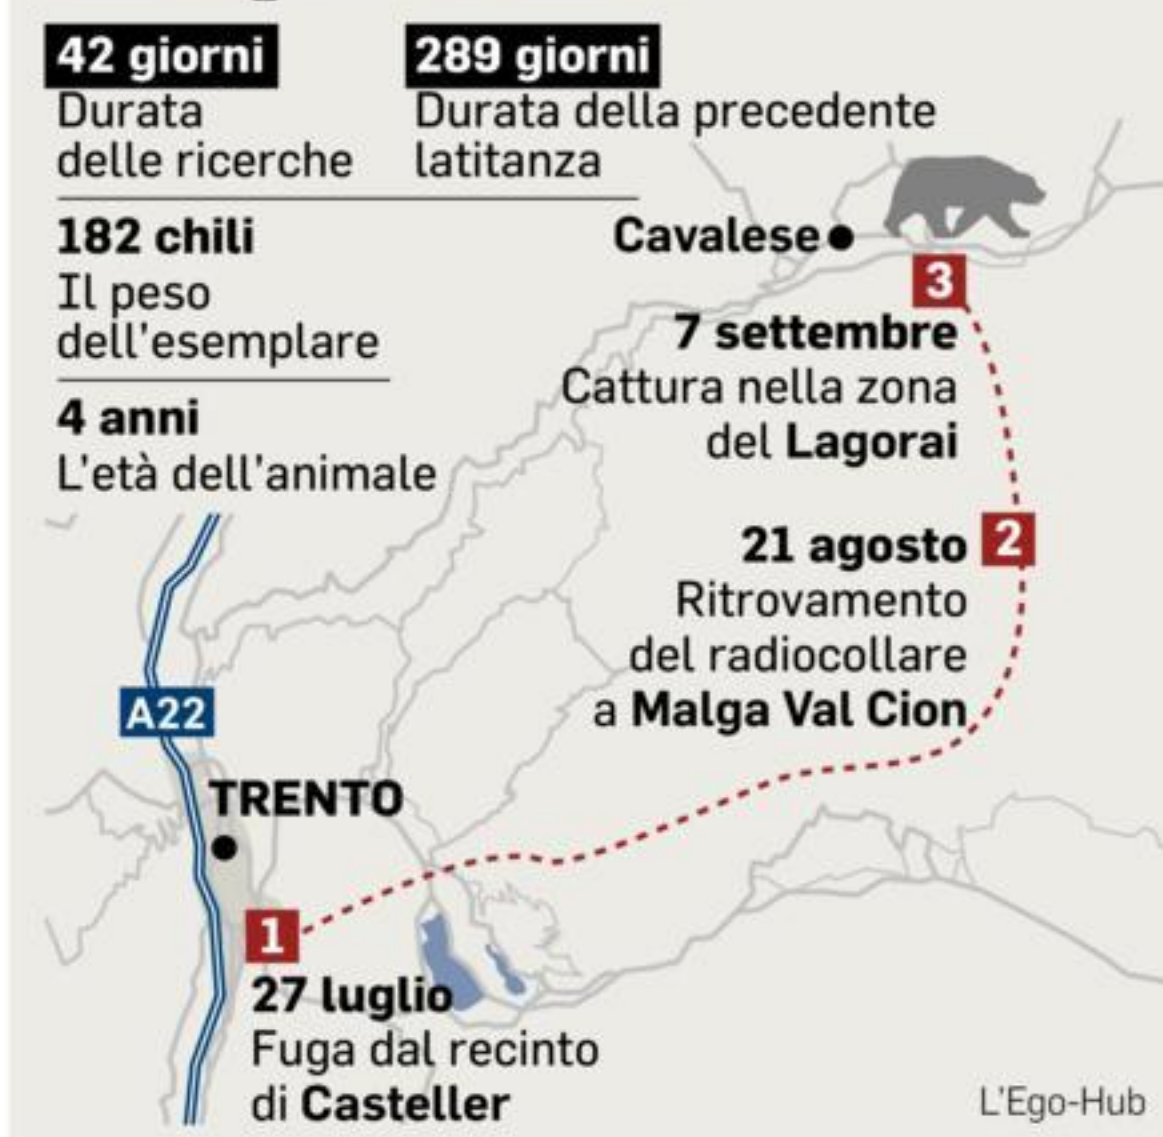 42 giorni
Durata
delle ricerche
289 giorni
Durata della precedente
latitanza
182 chili
Il peso
dell'esemplare
4 anni
L'età dell'animale
Cavalese
3
7 settembre
Cattura nella zona
del Lagorai
2
21 agosto
Ritrovamento
del radiocollare
a Malga Val Cion
A22
TRENTO
1
27 luglio
Fuga dal recinto
di Casteller
L'Ego-Hub